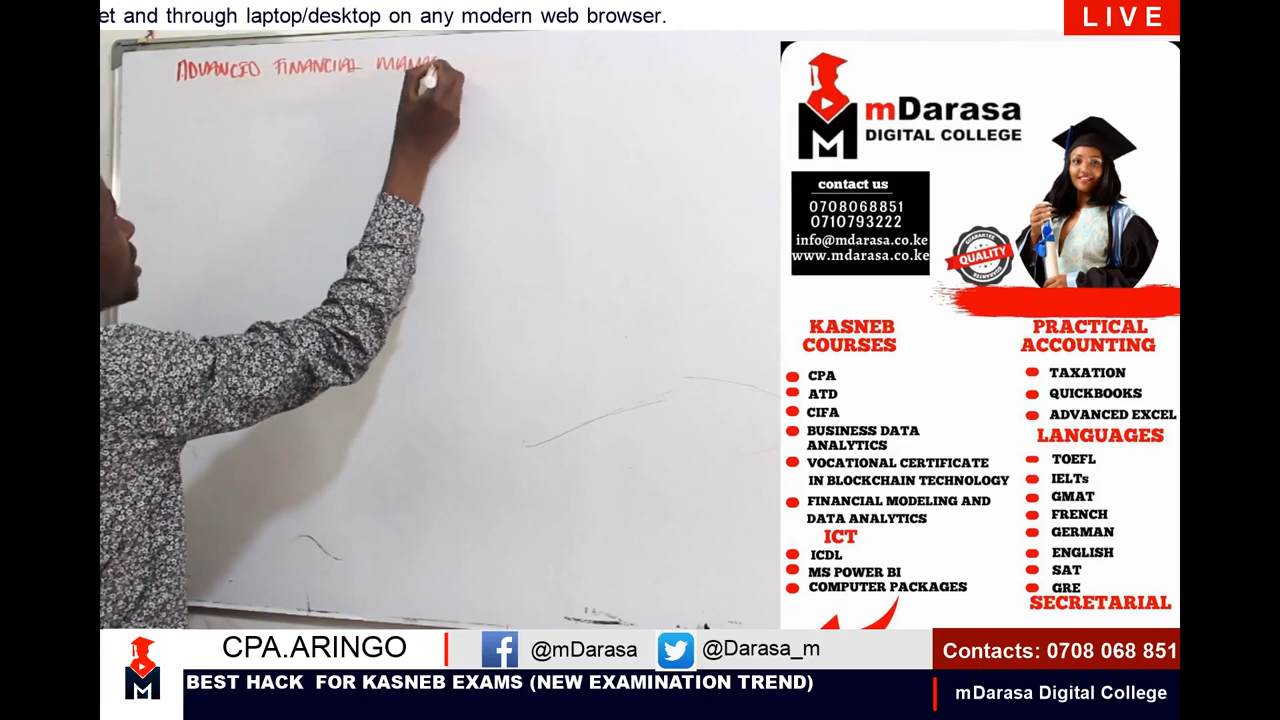 et and through laptop/desktop on any modern web browser.
LIVE
ADVANCED FINANCIAL MANA
mDarasa
DIGITAL COLLEGE
contact us
0708068851
0710793222
info@mdarasa.co.ke
www.mdarasa.co.ke
GUARANTEE
QUALITY
GUARANTEE
KASNEB
COURSES
CPA
ATD
CIFA
BUSINESS DATA
ANALYTICS
VOCATIONAL CERTIFICATE
IN BLOCKCHAIN TECHNOLOGY
FINANCIAL MODELING AND
DATA ANALYTICS
ICT
ICDL
MS POWER BI
COMPUTER PACKAGES
PRACTICAL
ACCOUNTING
TAXATION
QUICKBOOKS
ADVANCED EXCEL
LANGUAGES
TOEFL
IELTs
GMAT
FRENCH
GERMAN
ENGLISH
SAT
GRE
SECRETARIAL
CPA.ARINGO
@mDarasa
@Darasa_m
Contacts: 0708 068 851
BEST HACK FOR KASNEB EXAMS (NEW EXAMINATION TREND)
mDarasa Digital College